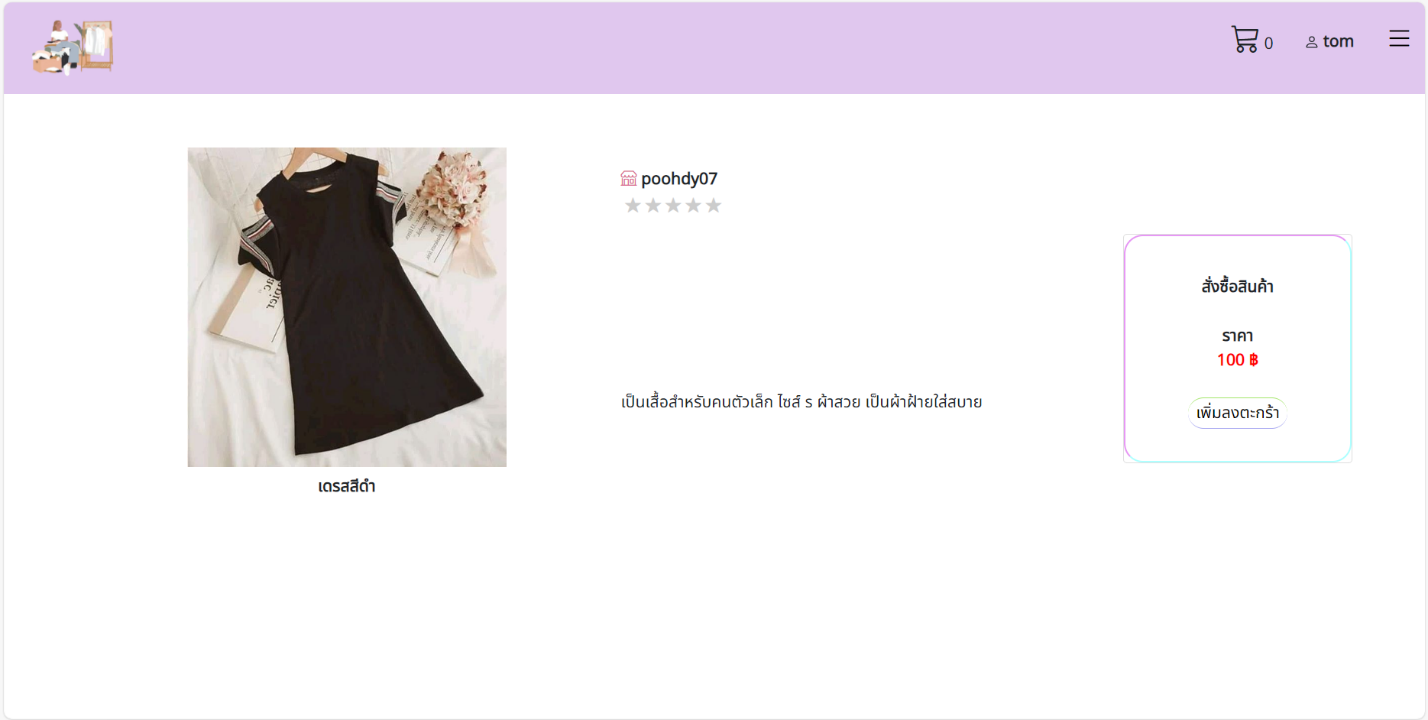 0
tom
poohdy07
เป็นเสื้อสำหรับคนตัวเล็ก ไซส์ s ผ้าสวย เป็นผ้าฝ้ายใส่สบาย
สั่งซื้อสินค้า
ราคา
100 ฿
เพิ่มลงตะกร้า
เดรสสีดำ